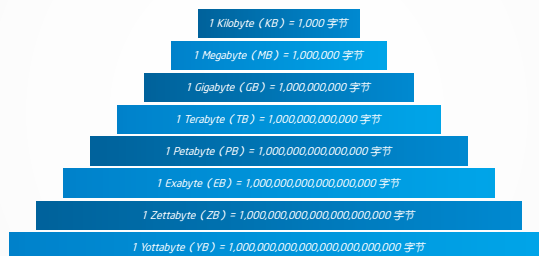 1 Kilobyte（KB）= 1,000 字节
1 Megabyte（MB）= 1,000,000 字节
1 Gigabyte（GB）= 1,000,000,000 字节
1 Terabyte（TB）= 1,000,000,000,000 字节
1 Petabyte（PB）= 1,000,000,000,000,000 字节
1 Exabyte（EB）= 1,000,000,000,000,000,000 字节
1 Zettabyte（ZB）= 1,000,000,000,000,000,000,000 字节
1 Yottabyte（YB）= 1,000,000,000,000,000,000,000,000 字节